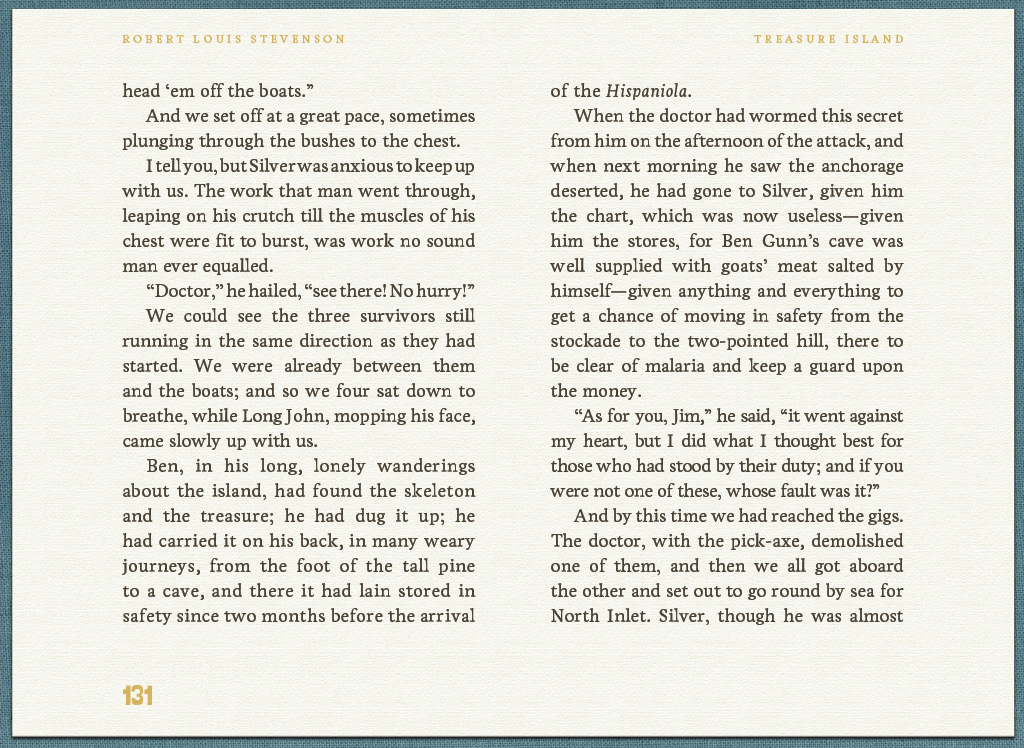 ROBERT LOUIS STEVENSON
TREASURE ISLAND
head ‘em off the boats.”
And we set off at a great pace, sometimes
plunging through the bushes to the chest.
I tell you, but Silver was anxious to keep up
with us. The work that man went through,
leaping on his crutch till the muscles of his
chest were fit to burst, was work no sound
man ever equalled.
“Doctor,” he hailed, “see there! No hurry!”
We could see the three survivors still
running in the same direction as they had
started. We were already between them
and the boats; and so we four sat down to
breathe, while Long John, mopping his face,
came slowly up with us.
Ben, in his long, lonely wanderings
about the island, had found the skeleton
and the treasure; he had dug it up; he
had carried it on his back, in many weary
journeys, from the foot of the tall pine
to a cave, and there it had lain stored in
safety since two months before the arrival
of the Hispaniola.
When the doctor had wormed this secret
from him on the afternoon of the attack, and
when next morning he saw the anchorage
deserted, he had gone to Silver, given him
the chart, which was now useless—given
him the stores, for Ben Gunn’s cave was
well supplied with goats’ meat salted by
himself—given anything and everything to
get a chance of moving in safety from the
stockade to the two-pointed hill, there to
be clear of malaria and keep a guard upon
the money.
“As for you, Jim,” he said, “it went against
my heart, but I did what I thought best for
those who had stood by their duty; and if you
were not one of these, whose fault was it?”
And by this time we had reached the gigs.
The doctor, with the pick-axe, demolished
one of them, and then we all got aboard
the other and set out to go round by sea for
North Inlet. Silver, though he was almost
131